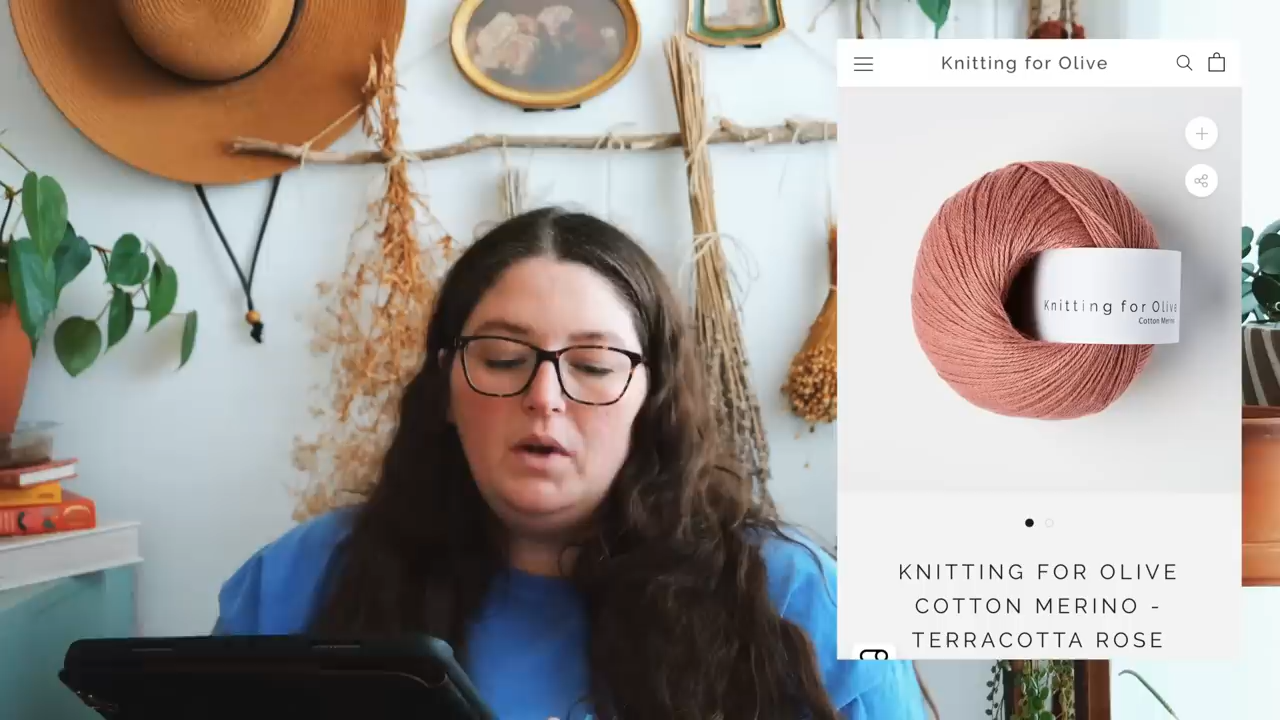 Knitting for Olive
Knitting for Olive
Cotton Merino
KNITTING FOR OLIVE
COTTON MERINO -
TERRACOTTA ROSE